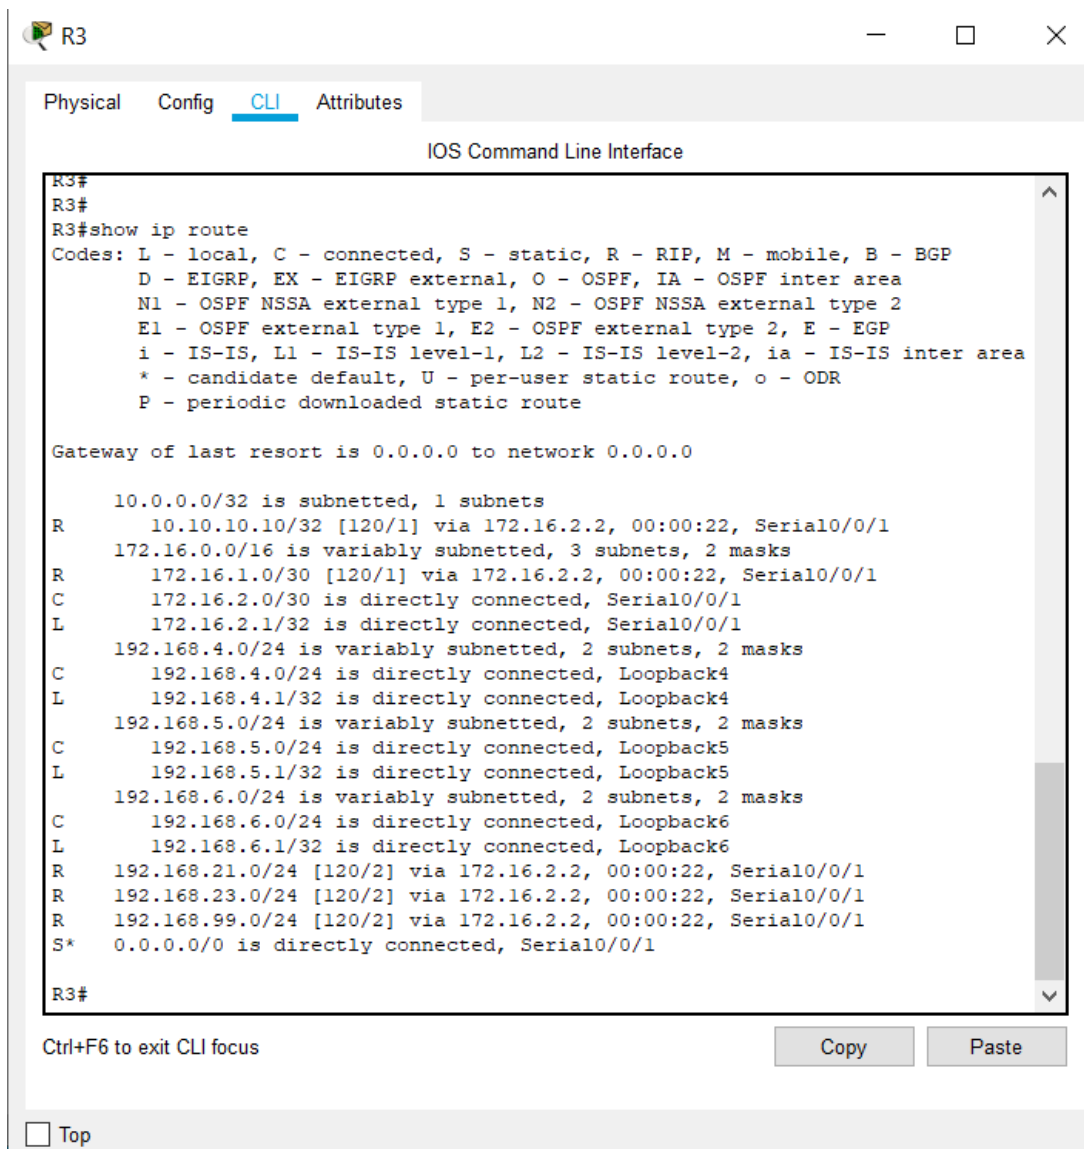 R3
Physical Config CLI Attributes
IOS Command Line Interface
R3#
R3#
R3#show ip route
Codes: L - local, C - connected, S - static, R - RIP, M - mobile, B - BGP
       D - EIGRP, EX - EIGRP external, O - OSPF, IA - OSPF inter area
       N1 - OSPF NSSA external type 1, N2 - OSPF NSSA external type 2
       E1 - OSPF external type 1, E2 - OSPF external type 2, E - EGP
       i - IS-IS, L1 - IS-IS level-1, L2 - IS-IS level-2, ia - IS-IS inter area
       * - candidate default, U - per-user static route, o - ODR
       P - periodic downloaded static route

Gateway of last resort is 0.0.0.0 to network 0.0.0.0

     10.0.0.0/32 is subnetted, 1 subnets
R       10.10.10.10/32 [120/1] via 172.16.2.2, 00:00:22, Serial0/0/1
     172.16.0.0/16 is variably subnetted, 3 subnets, 2 masks
R       172.16.1.0/30 [120/1] via 172.16.2.2, 00:00:22, Serial0/0/1
C       172.16.2.0/30 is directly connected, Serial0/0/1
L       172.16.2.1/32 is directly connected, Serial0/0/1
     192.168.4.0/24 is variably subnetted, 2 subnets, 2 masks
C       192.168.4.0/24 is directly connected, Loopback4
L       192.168.4.1/32 is directly connected, Loopback4
     192.168.5.0/24 is variably subnetted, 2 subnets, 2 masks
C       192.168.5.0/24 is directly connected, Loopback5
L       192.168.5.1/32 is directly connected, Loopback5
     192.168.6.0/24 is variably subnetted, 2 subnets, 2 masks
C       192.168.6.0/24 is directly connected, Loopback6
L       192.168.6.1/32 is directly connected, Loopback6
R    192.168.21.0/24 [120/2] via 172.16.2.2, 00:00:22, Serial0/0/1
R    192.168.23.0/24 [120/2] via 172.16.2.2, 00:00:22, Serial0/0/1
R    192.168.99.0/24 [120/2] via 172.16.2.2, 00:00:22, Serial0/0/1
S*   0.0.0.0/0 is directly connected, Serial0/0/1

R3#
Ctrl+F6 to exit CLI focus Copy Paste
Top